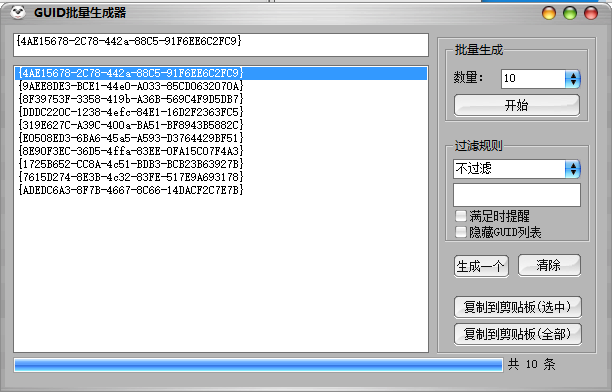 GUID批量生成器
{4AE15678-2C78-442a-88C5-91F6EE6C2FC9}
{4AE15678-2C78-442a-88C5-91F6EE6C2FC9}
{9AEE8DE3-BCE1-44e0-A033-85CD0632070A}
{8F39753F-3358-419b-A36B-569C4F9D5DB7}
{DDDC220C-1238-4efc-84E1-16D2F2363FC5}
{319E627C-A39C-400a-BA51-BF8943B5882C}
{E0508ED3-6BA6-45a5-A593-D3764429BF51}
{8E90F3EC-36D5-4ffa-83EE-0FA15C07F4A3}
{1725B652-CC8A-4c51-BDB3-BCB23B63927B}
{7615D274-8E3B-4c32-83FE-517E9A693178}
{ADEDC6A3-8F7B-4667-8C66-14DACF2C7E7B}
批量生成
数量: 10
开始
过滤规则
不过滤
满足时提醒
隐藏GUID列表
生成一个 清除
复制到剪贴板(选中)
复制到剪贴板(全部)
共 10 条